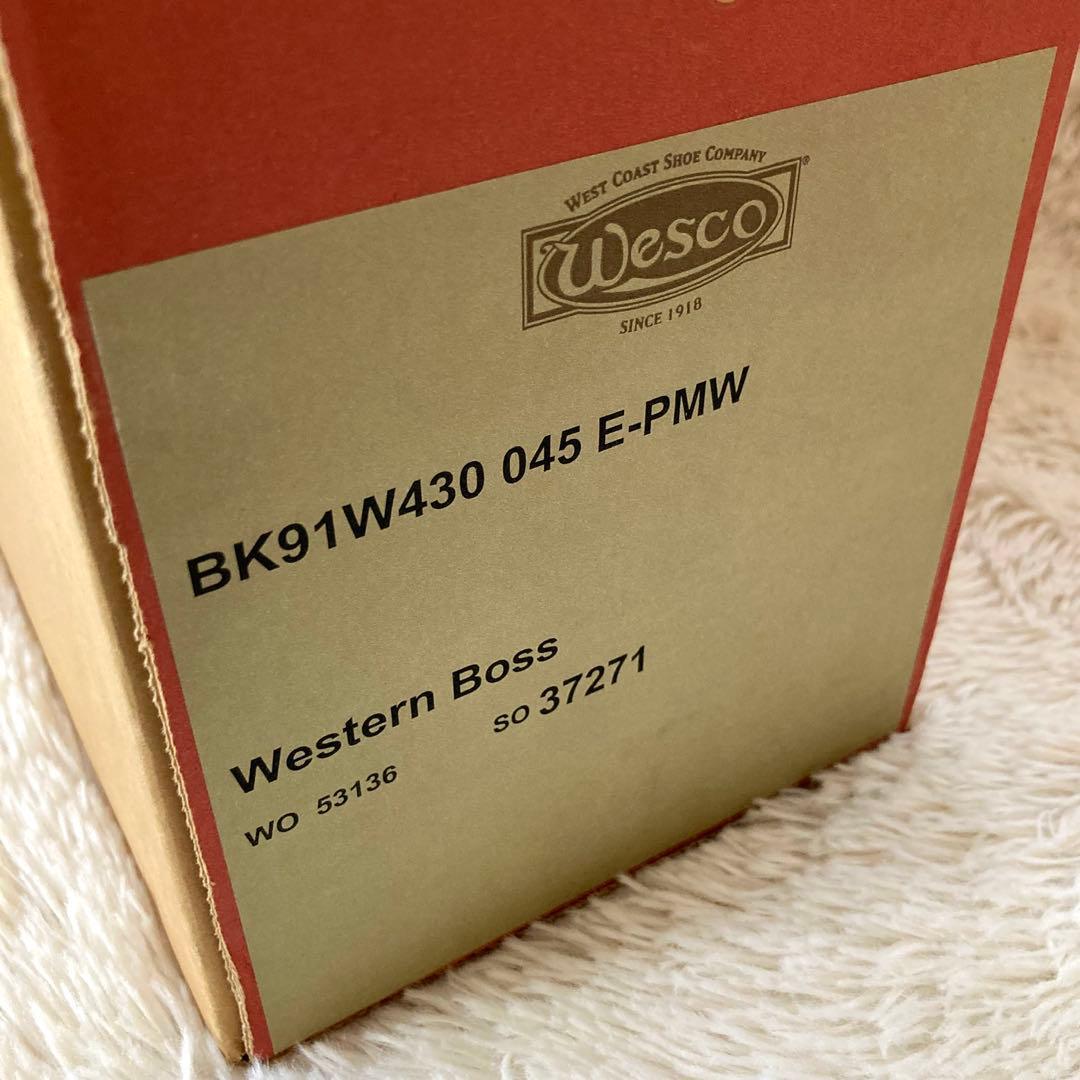 WEST COAST SHOE COMPANY
Wesco®
SINCE 1918
BK91W430 045 E-PMW
Western Boss
SO 37271
WO 53136